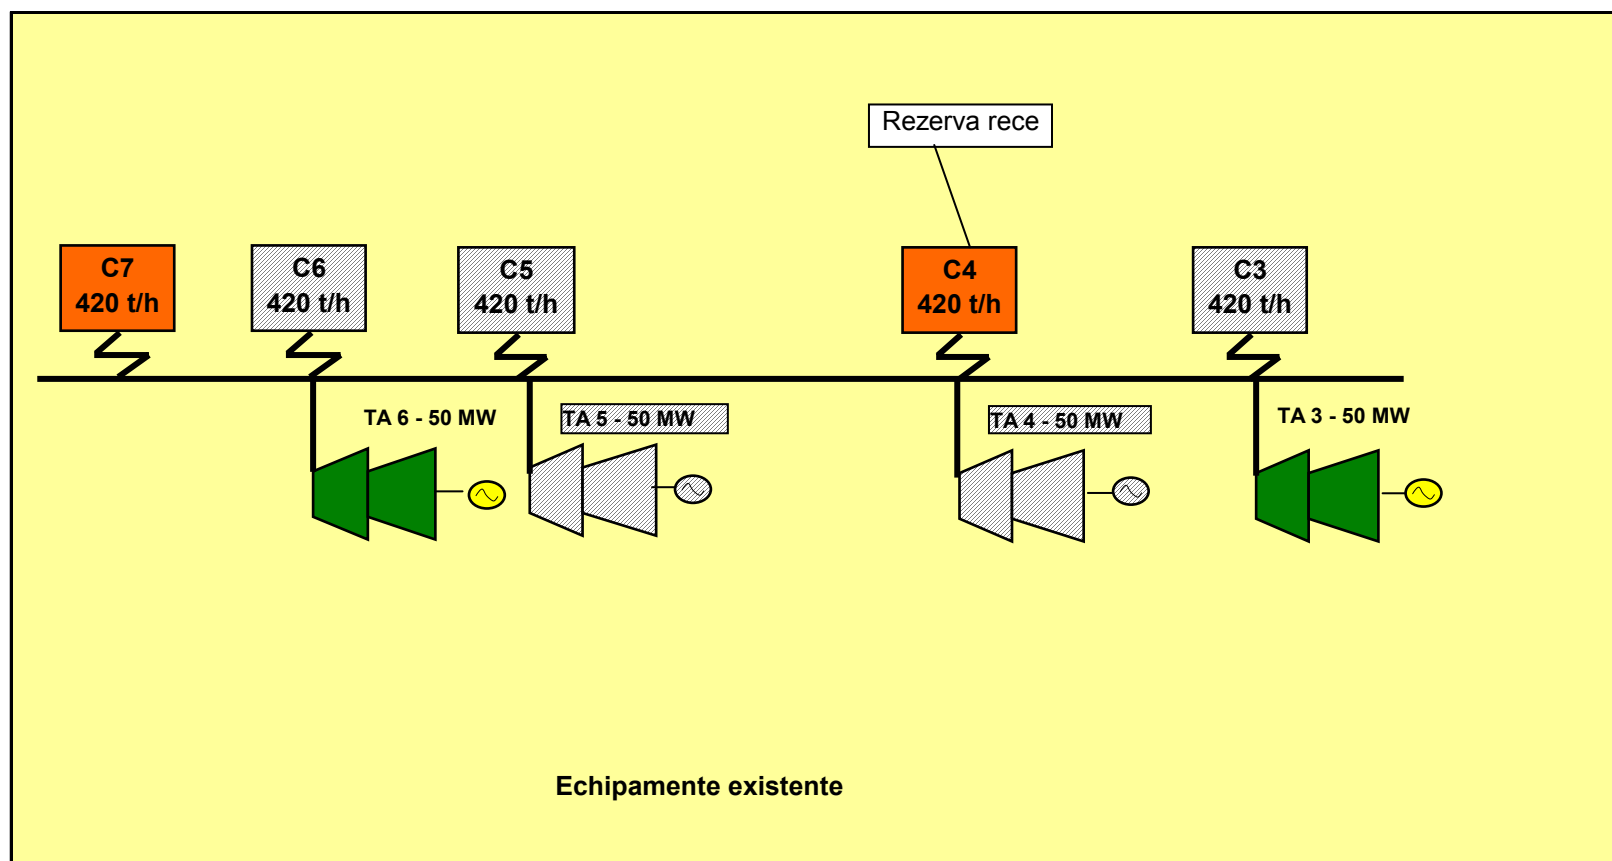 Rezerva rece
C7
420 t/h
C6
420 t/h
C5
420 t/h
C4
420 t/h
C3
420 t/h
TA 6 - 50 MW
TA 5 - 50 MW
TA 4 - 50 MW
TA 3 - 50 MW
Echipamente existente